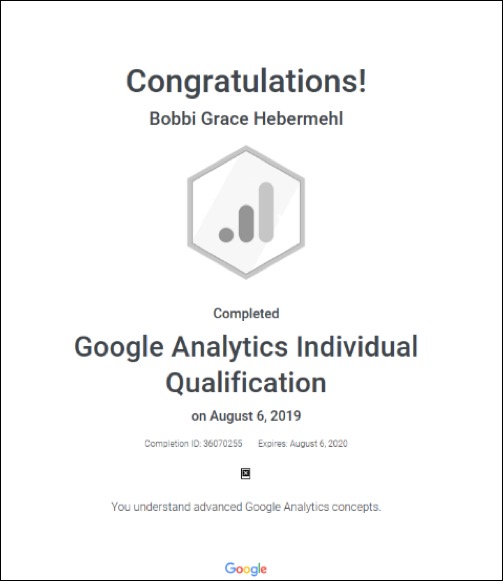 Congratulations!
Bobbi Grace Hebermehl
Completed
Google Analytics Individual
Qualification
on August 6, 2019
Completion ID: 36070255 Expires: August 6, 2020
You understand advanced Google Analytics concepts.
Google